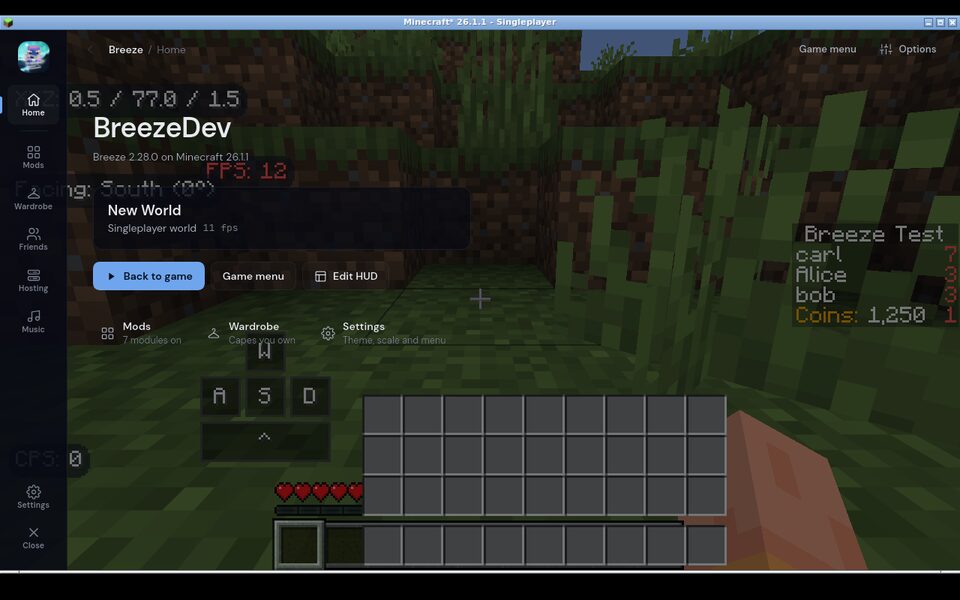 Minecraft* 26.1.1 - Singleplayer
Breeze / Home
Game menu
Options
0.5 / 77.0 / 1.5
Home
BreezeDev
Breeze 2.28.0 on Minecraft 26.1.1
FPS: 12
Mods
Facing: South (0°)
Wardrobe
New World
Singleplayer world 11 fps
Friends
Breeze Test
carl 7
Alice 3
bob 3
Coins: 1,250 1
Hosting
Back to game
Game menu
Edit HUD
Music
Mods
7 modules on
Wardrobe
Capes you own
Settings
Theme, scale and menu
W
A S D
^
CPS: 0
Settings
Close